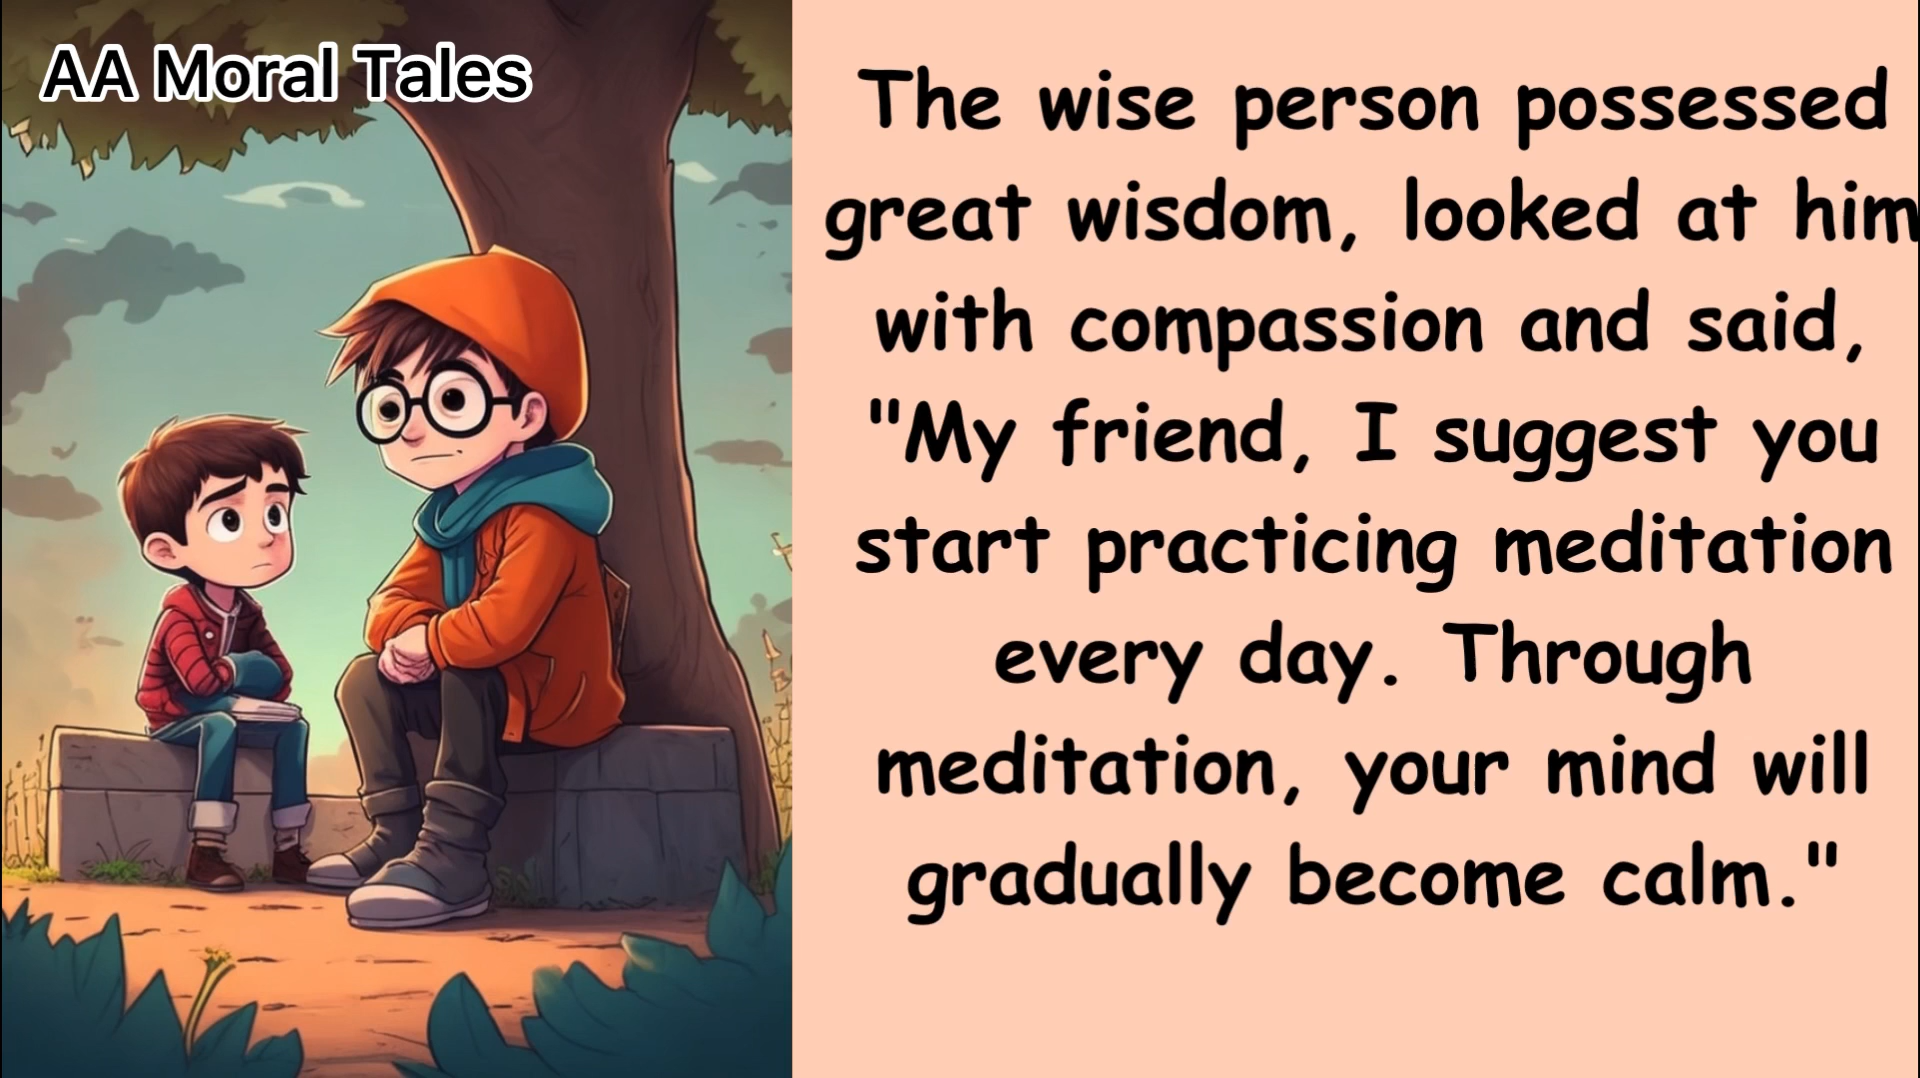 AA Moral Tales
The wise person possessed
great wisdom, looked at him
with compassion and said,
"My friend, I suggest you
start practicing meditation
every day. Through
meditation, your mind will
gradually become calm."